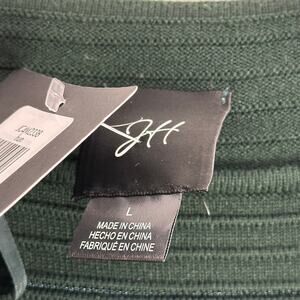 JH
L
MADE IN CHINA
HECHO EN CHINA
FABRIQUÉ EN CHINE